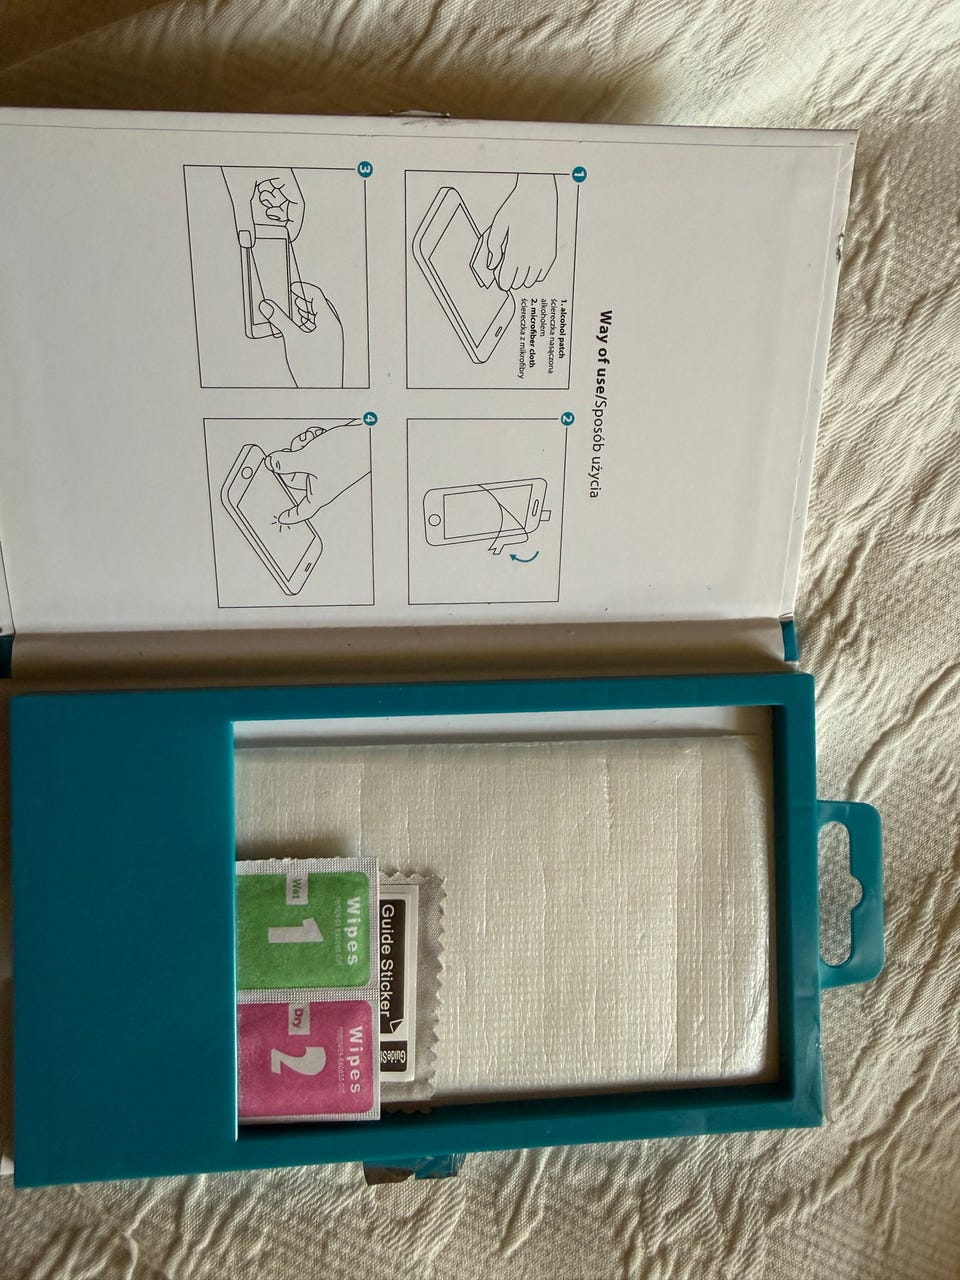 Way of use/Sposób użycia
1
1. alcohol patch
ściereczka nasączona
alkoholem
2. microfiber cloth
ściereczka z mikrofibry
2
3
4
Wipes
Wet
1
Wipes
Dry
2
Guide Sticker